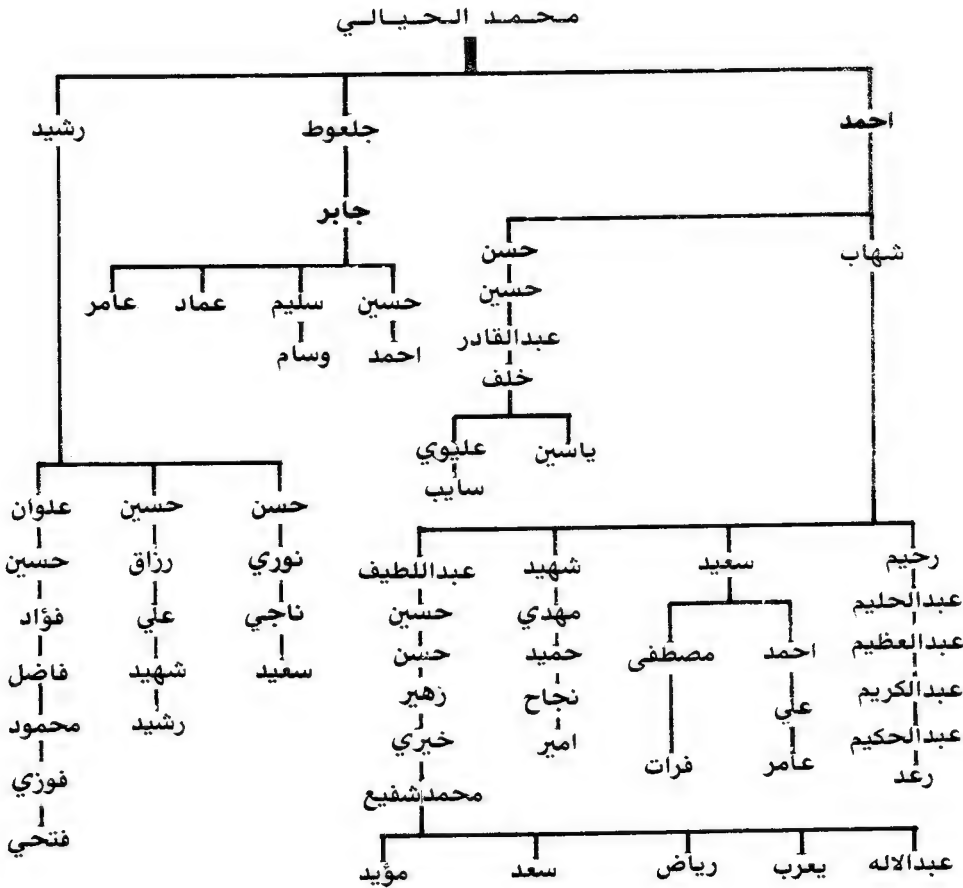 محمد الحيالي
احمد
جلعوط
رشيد
جابر
حسن
شهاب
حسين
سليم
عماد
عامر
حسين
احمد
وسام
عبدالقادر
خلف
ياسين
عليوي
سايب
حسن
حسين
علوان
نوري
رزاق
حسين
ناجي
علي
فؤاد
سعيد
شهيد
فاضل
رشيد
محمود
فوزي
فتحي
رحيم
سعيد
شهيد
عبداللطيف
عبدالحليم
مهدي
حسين
عبدالعظيم
احمد
مصطفى
حميد
حسن
عبدالكريم
علي
نجاح
زهير
عبدالحكيم
عامر
فرات
امير
خيري
رعد
محمدشفيع
عبدالاله
يعرب
رياض
سعد
مؤيد